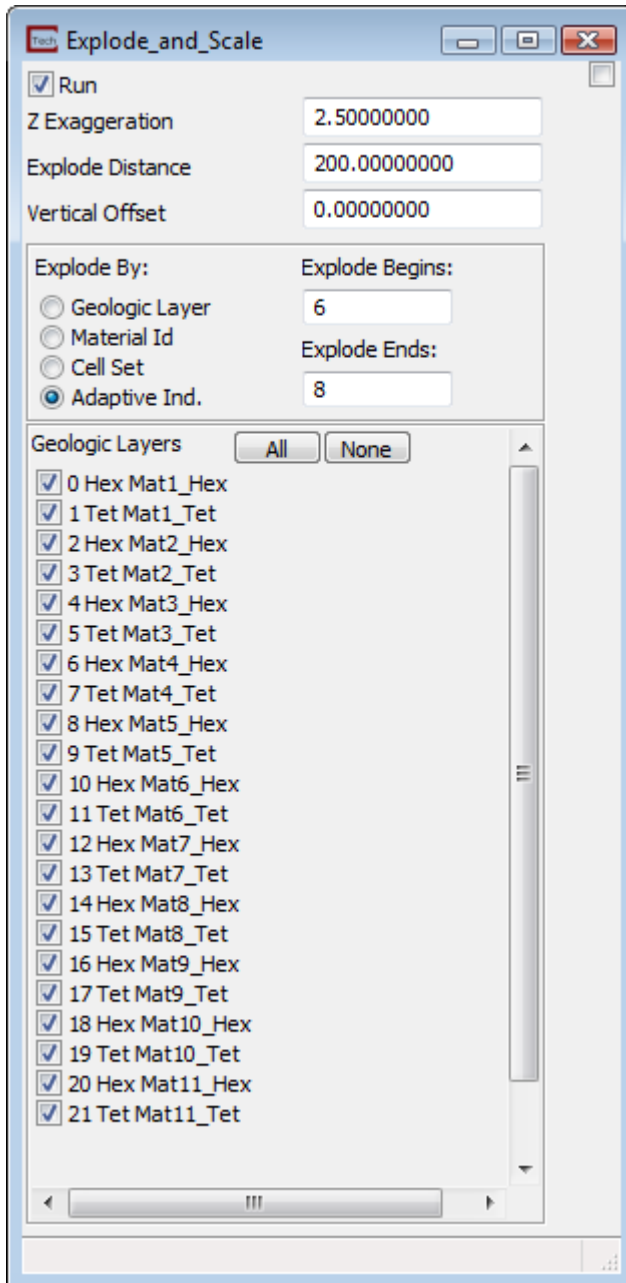 Tech Explode_and_Scale
Run
Z Exaggeration 2.50000000
Explode Distance 200.00000000
Vertical Offset 0.00000000
Explode By: Explode Begins:
Geologic Layer 6
Material Id
Cell Set Explode Ends:
Adaptive Ind. 8
Geologic Layers All None
0 Hex Mat1_Hex
1 Tet Mat1_Tet
2 Hex Mat2_Hex
3 Tet Mat2_Tet
4 Hex Mat3_Hex
5 Tet Mat3_Tet
6 Hex Mat4_Hex
7 Tet Mat4_Tet
8 Hex Mat5_Hex
9 Tet Mat5_Tet
10 Hex Mat6_Hex
11 Tet Mat6_Tet
12 Hex Mat7_Hex
13 Tet Mat7_Tet
14 Hex Mat8_Hex
15 Tet Mat8_Tet
16 Hex Mat9_Hex
17 Tet Mat9_Tet
18 Hex Mat10_Hex
19 Tet Mat10_Tet
20 Hex Mat11_Hex
21 Tet Mat11_Tet